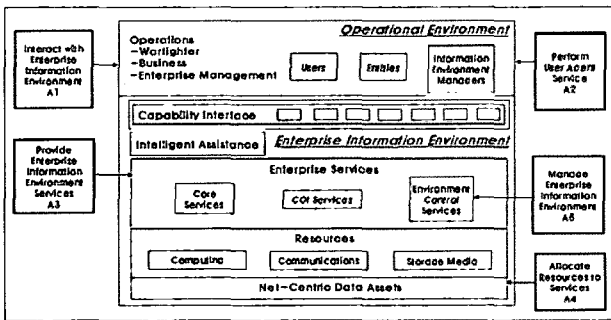 Operational Environment
Operations
-Warfighter
-Business
-Enterprise Management
Users
Entities
Information
Environment
Managers
Interact with
Enterprise
Information
Environment
A1
Perform
User Agent
Service
A2
Capability Interface
Intelligent Assistance
Enterprise Information Environment
Provide
Enterprise
Information
Environment
Services
A3
Enterprise Services
Core
Services
COI Services
Environment
Control
Services
Manage
Enterprise
Information
Environment
A5
Resources
Computing
Communications
Storage Media
Net-Centric Data Assets
Allocate
Resources to
Services
A4